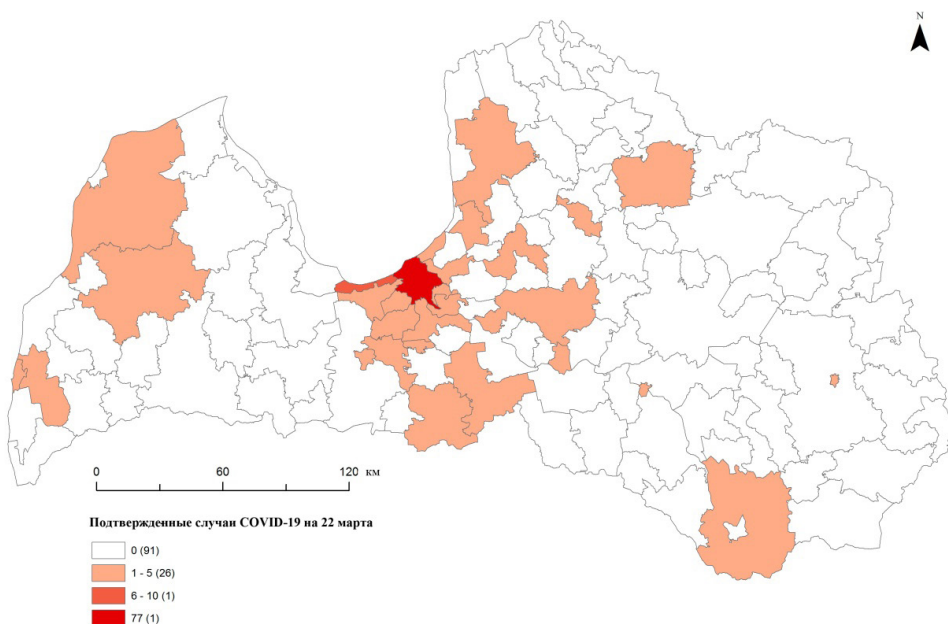 N
0 60 120 км
Подтвержденные случаи COVID-19 на 22 марта
0 (91)
1 - 5 (26)
6 - 10 (1)
77 (1)